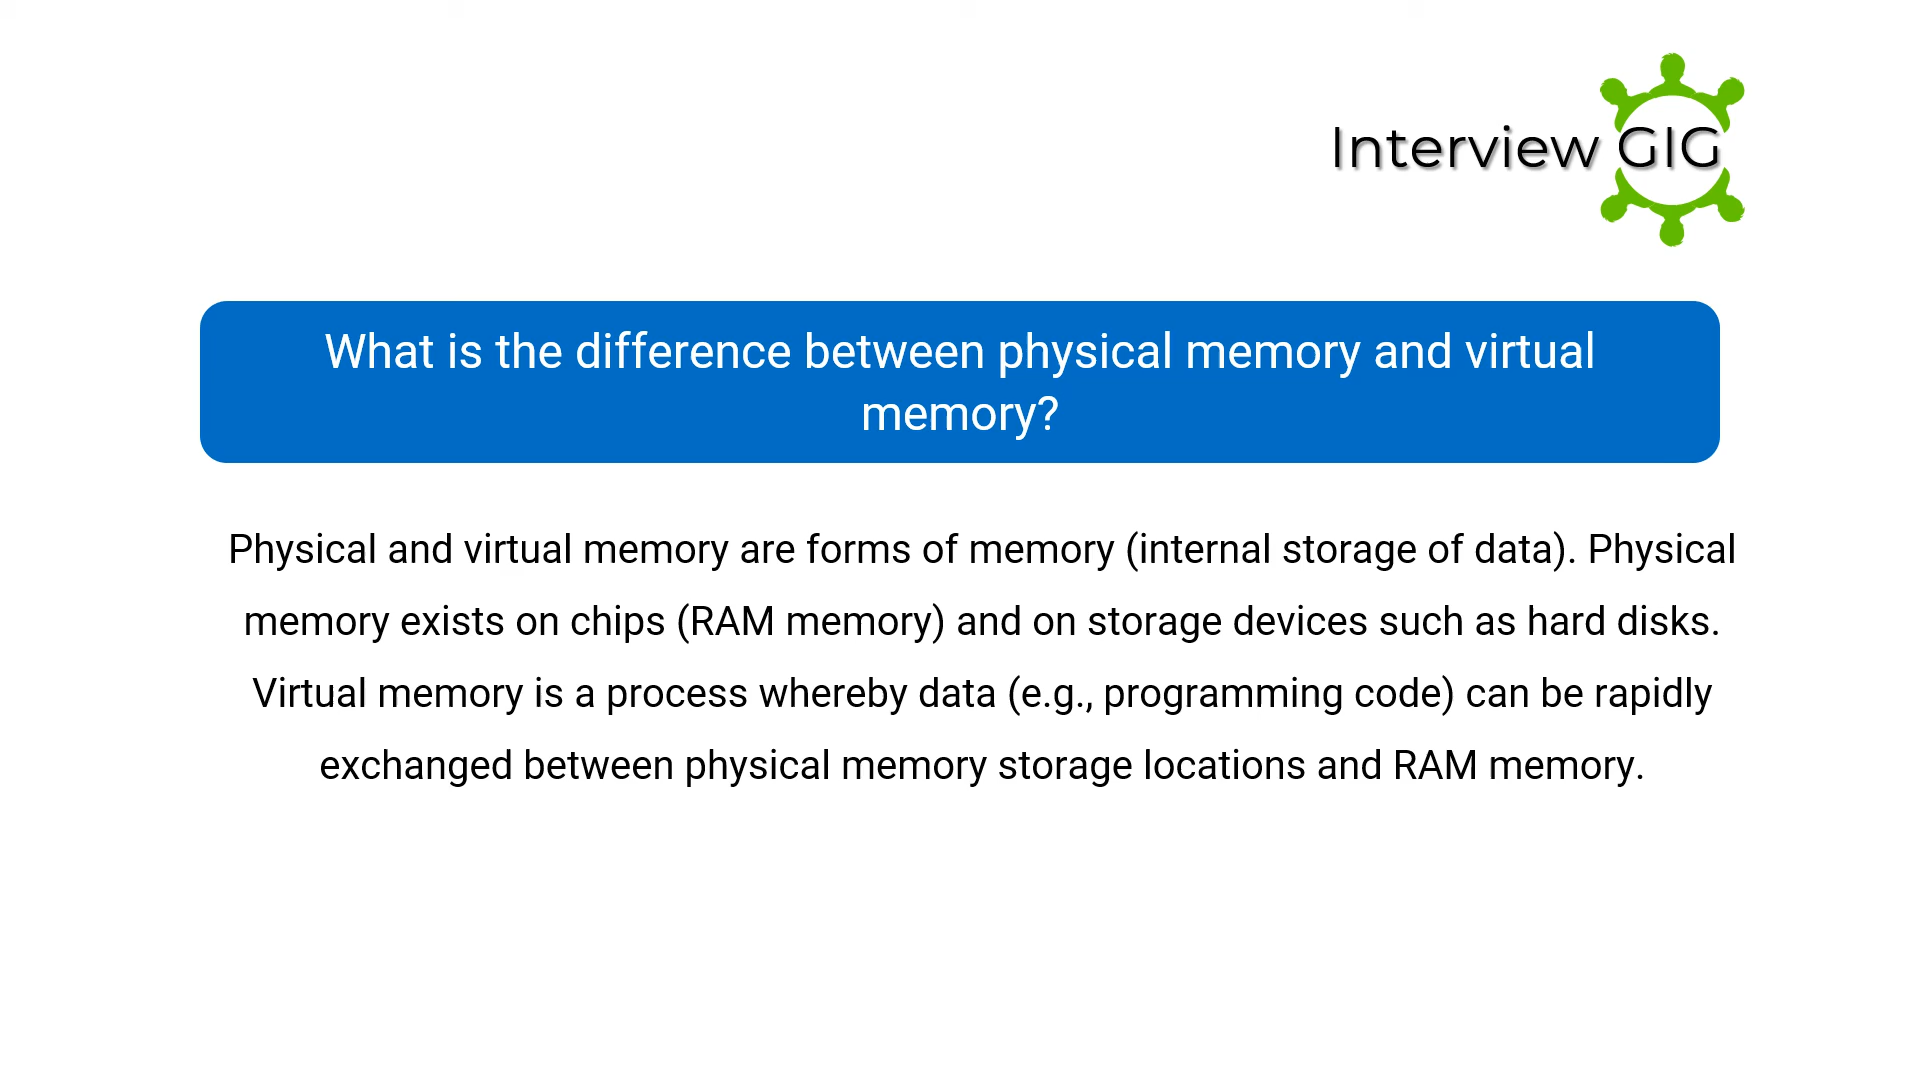 Interview GIG
What is the difference between physical memory and virtual
memory?
Physical and virtual memory are forms of memory (internal storage of data). Physical
memory exists on chips (RAM memory) and on storage devices such as hard disks.
Virtual memory is a process whereby data (e.g., programming code) can be rapidly
exchanged between physical memory storage locations and RAM memory.